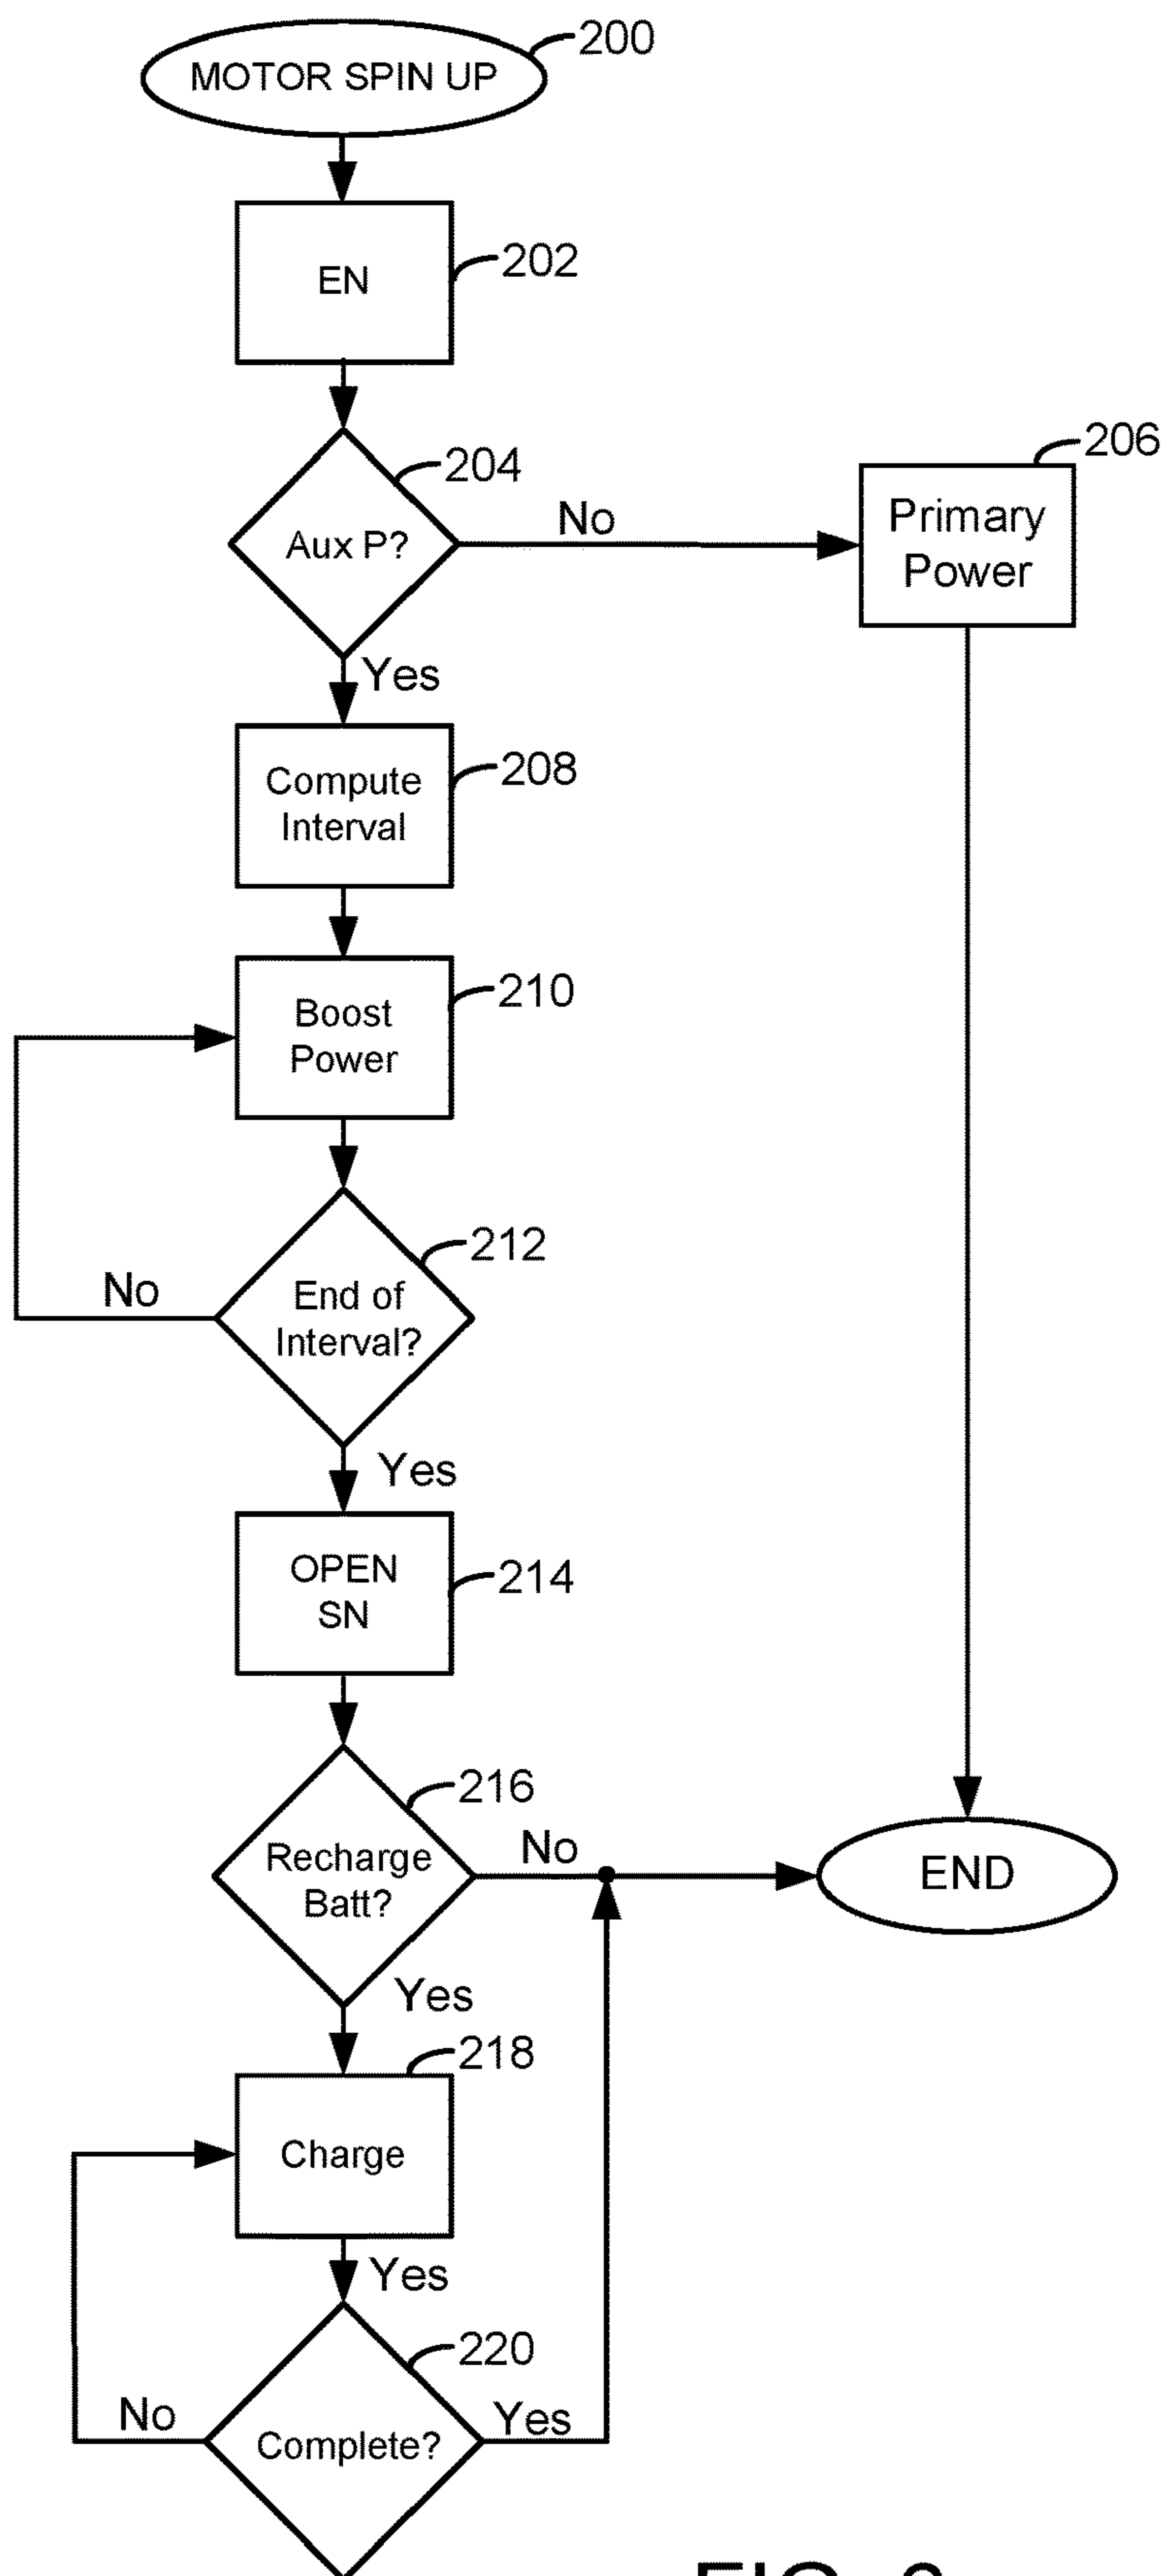 200
MOTOR SPIN UP
EN
202
204
Aux P?
No
206
Primary
Power
Yes
Compute
Interval
208
Boost
Power
210
212
End of
Interval?
No
Yes
OPEN
SN
214
216
Recharge
Batt?
No
END
Yes
218
Charge
Yes
220
Complete?
No
Yes
FIG.